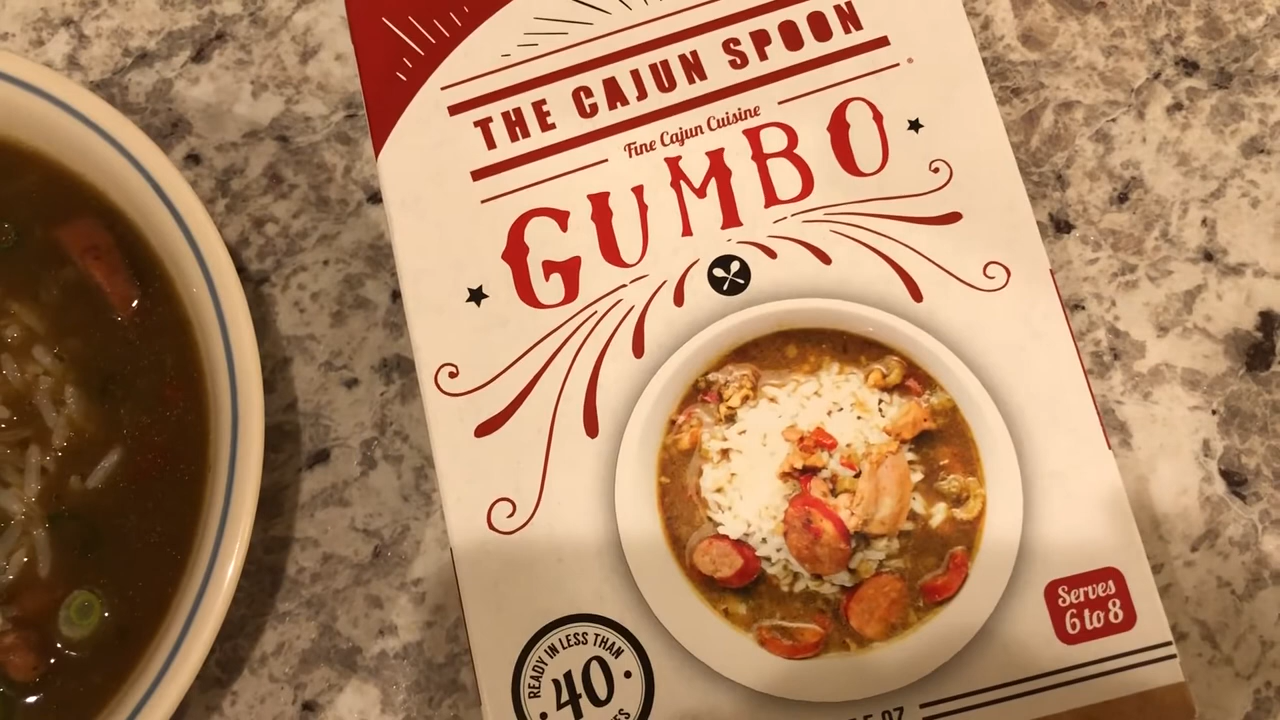 THE CAJUN SPOON
Fine Cajun Cuisine
GUMBO
Serves
6 to 8
READY IN LESS THAN
40